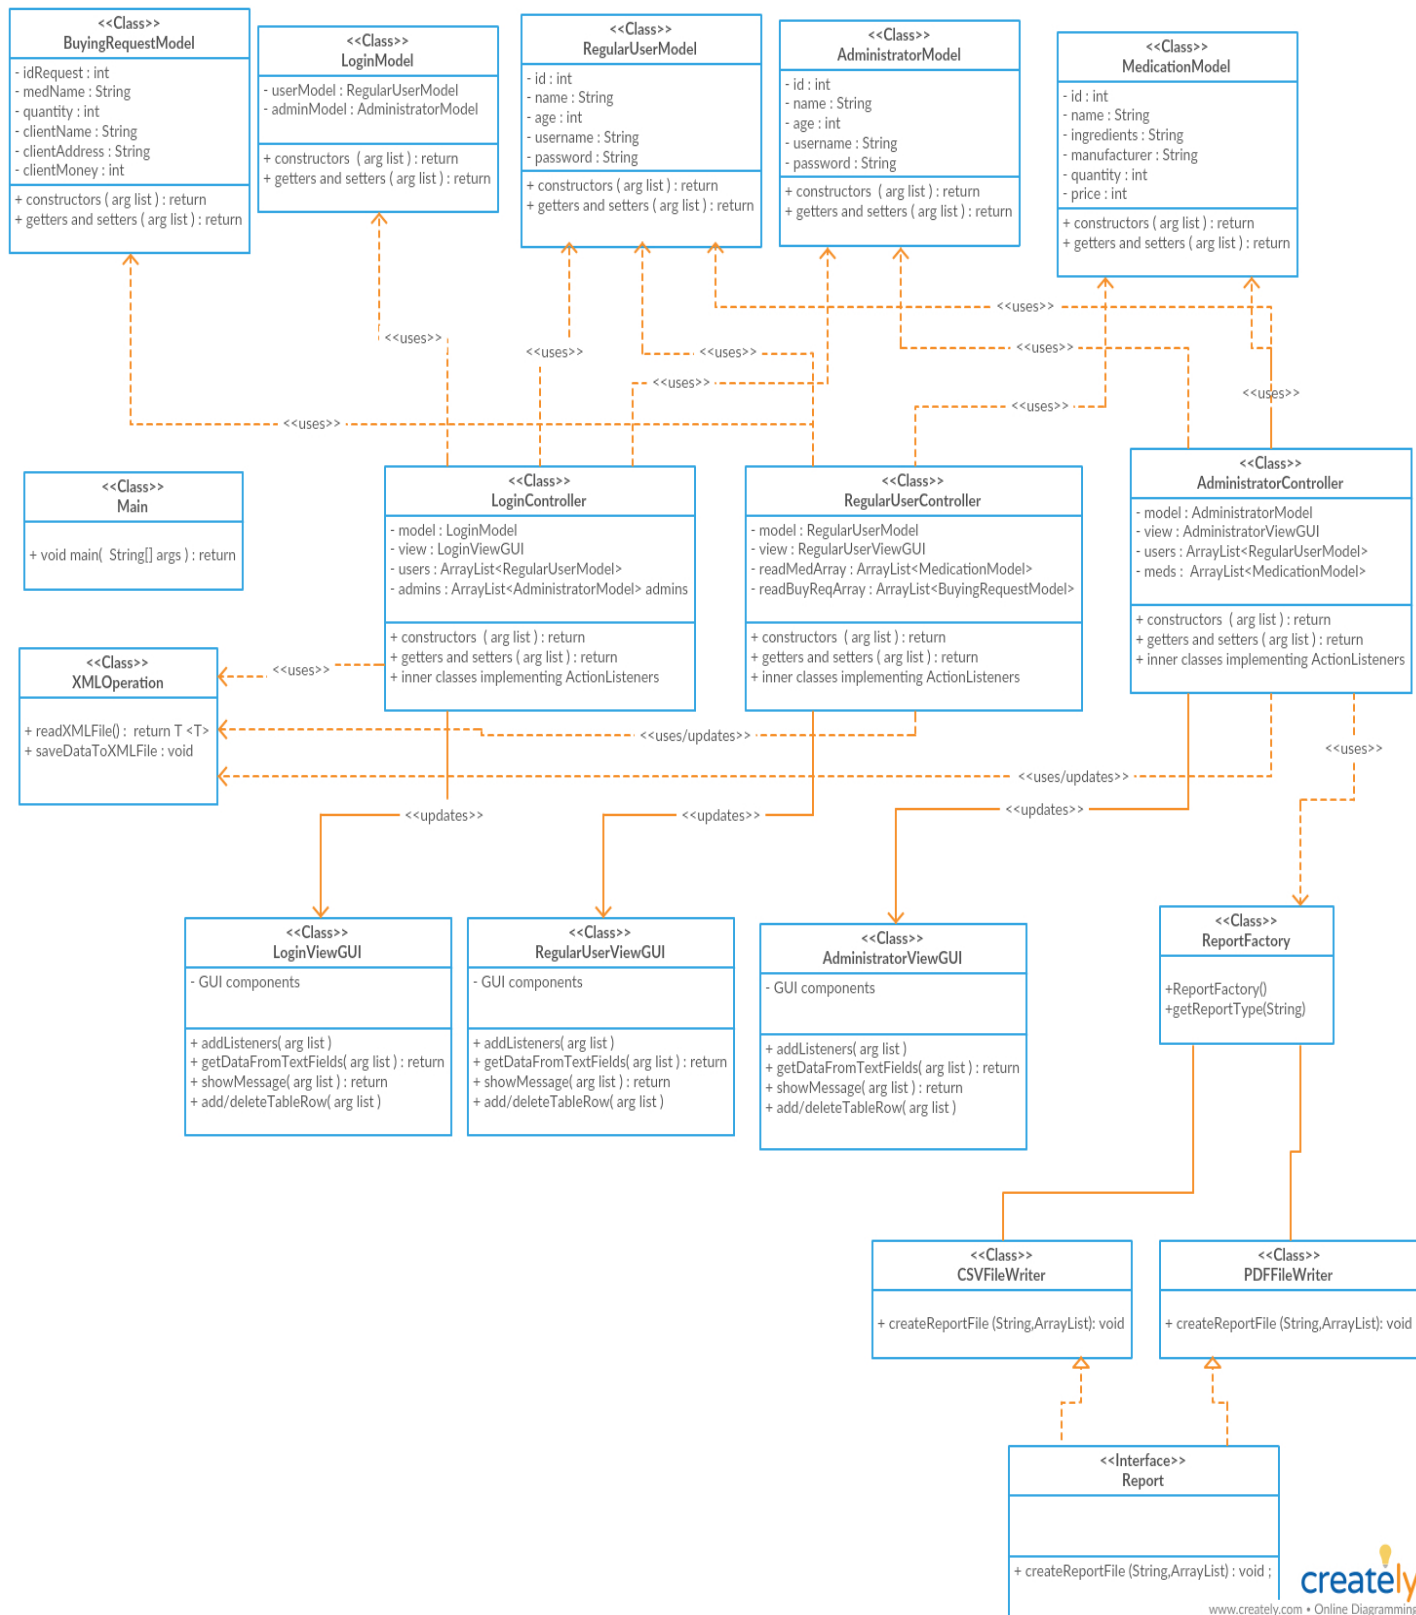 <<Class>>
BuyingRequestModel
- idRequest : int
- medName : String
- quantity : int
- clientName : String
- clientAddress : String
- clientMoney : int
+ constructors ( arg list ) : return
+ getters and setters ( arg list ) : return
<<Class>>
LoginModel
- userModel : RegularUserModel
- adminModel : AdministratorModel
+ constructors ( arg list ) : return
+ getters and setters ( arg list ) : return
<<Class>>
RegularUserModel
- id : int
- name : String
- age : int
- username : String
- password : String
+ constructors ( arg list ) : return
+ getters and setters ( arg list ) : return
<<Class>>
AdministratorModel
- id : int
- name : String
- age : int
- username : String
- password : String
+ constructors ( arg list ) : return
+ getters and setters ( arg list ) : return
<<Class>>
MedicationModel
- id : int
- name : String
- ingredients : String
- manufacturer : String
- quantity : int
- price : int
+ constructors ( arg list ) : return
+ getters and setters ( arg list ) : return
<<uses>>
<<uses>>
<<uses>>
<<uses>>
<<uses>>
<<uses>>
<<uses>>
<<uses>>
<<uses>>
<<Class>>
Main
+ void main( String[] args ) : return
<<Class>>
LoginController
- model : LoginModel
- view : LoginViewGUI
- users : ArrayList<RegularUserModel>
- admins : ArrayList<AdministratorModel> admins
+ constructors ( arg list ) : return
+ getters and setters ( arg list ) : return
+ inner classes implementing ActionListeners
<<Class>>
RegularUserController
- model : RegularUserModel
- view : RegularUserViewGUI
- readMedArray : ArrayList<MedicationModel>
- readBuyReqArray : ArrayList<BuyingRequestModel>
+ constructors ( arg list ) : return
+ getters and setters ( arg list ) : return
+ inner classes implementing ActionListeners
<<Class>>
AdministratorController
- model : AdministratorModel
- view : AdministratorViewGUI
- users : ArrayList<RegularUserModel>
- meds : ArrayList<MedicationModel>
+ constructors ( arg list ) : return
+ getters and setters ( arg list ) : return
+ inner classes implementing ActionListeners
<<Class>>
XMLOperation
+ readXMLFile() : return T <T>
+ saveDataToXMLFile : void
<<uses>>
<<uses/updates>>
<<uses/updates>>
<<uses>>
<<updates>>
<<updates>>
<<updates>>
<<Class>>
LoginViewGUI
- GUI components
+ addListeners( arg list )
+ getDataFromTextFields( arg list ) : return
+ showMessage( arg list ) : return
+ add/deleteTableRow( arg list )
<<Class>>
RegularUserViewGUI
- GUI components
+ addListeners( arg list )
+ getDataFromTextFields( arg list ) : return
+ showMessage( arg list ) : return
+ add/deleteTableRow( arg list )
<<Class>>
AdministratorViewGUI
- GUI components
+ addListeners( arg list )
+ getDataFromTextFields( arg list ) : return
+ showMessage( arg list ) : return
+ add/deleteTableRow( arg list )
<<Class>>
ReportFactory
+ReportFactory()
+getReportType(String)
<<Class>>
CSVFileWriter
+ createReportFile (String,ArrayList): void
<<Class>>
PDFFileWriter
+ createReportFile (String,ArrayList): void
<<Interface>>
Report
+ createReportFile (String,ArrayList) : void ;
creately
www.creately.com • Online Diagramming